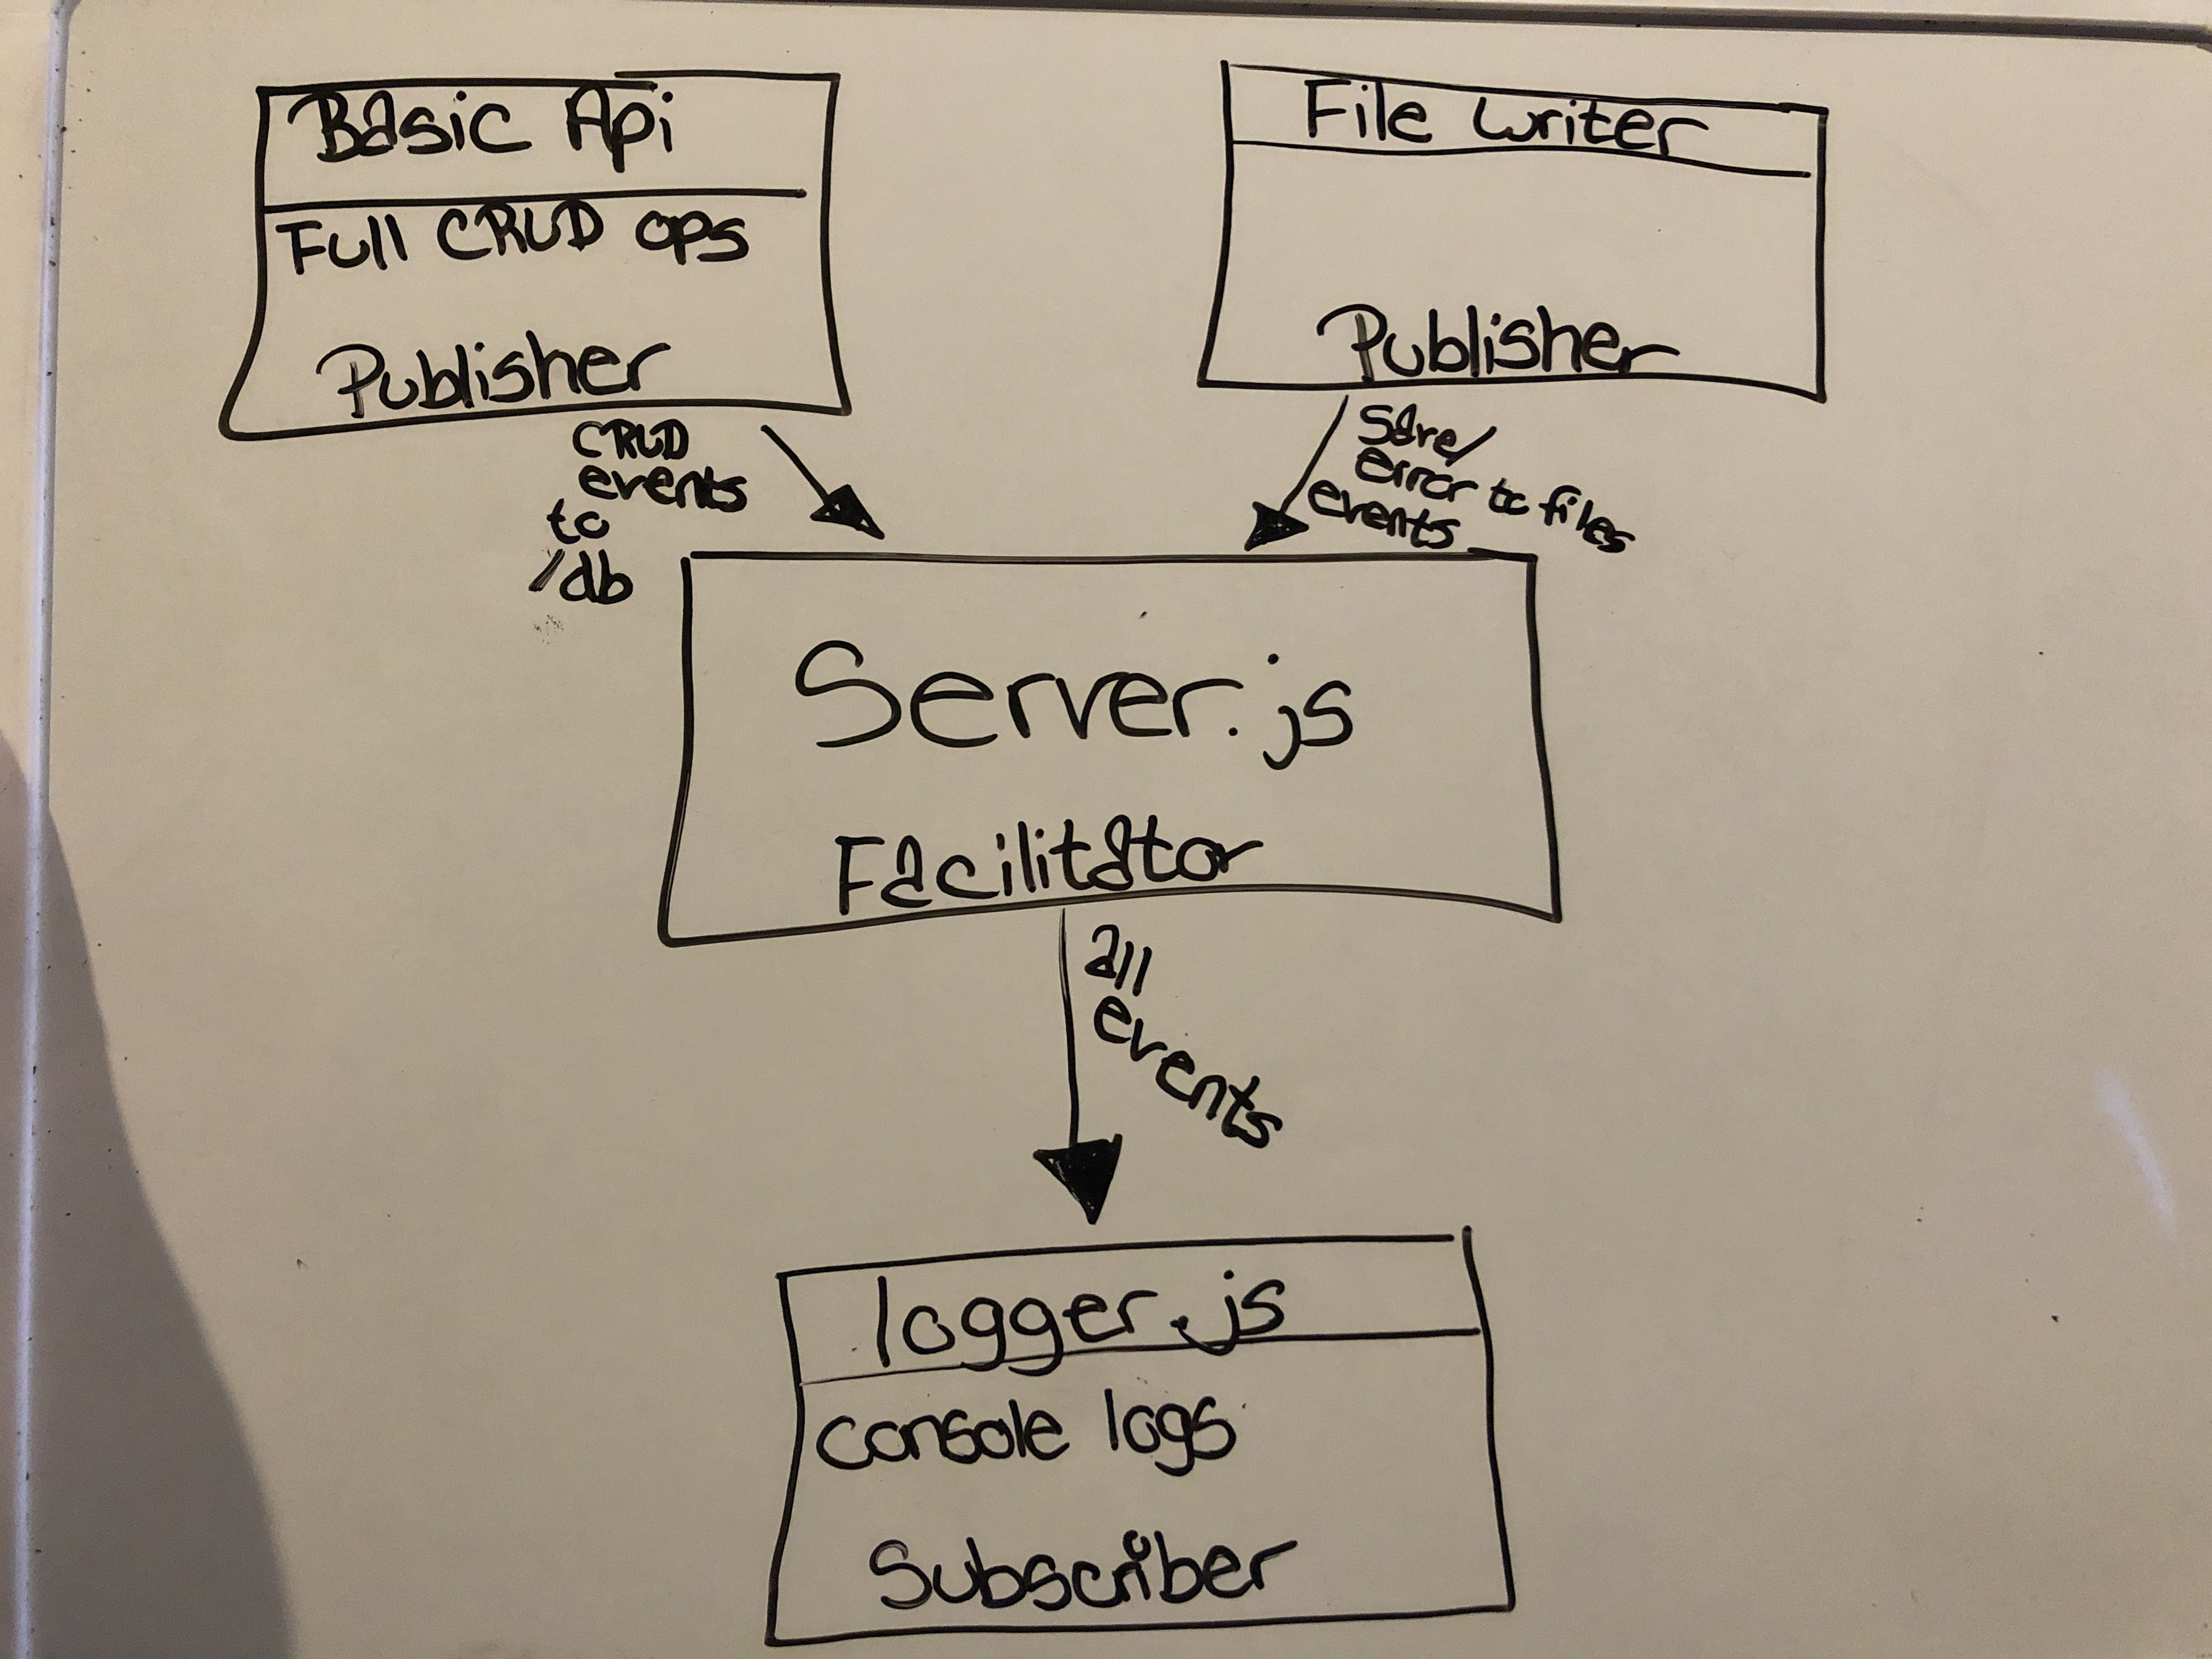 Basic Api
Full CRUD ops
Publisher
File writer
Publisher
CRUD
events
to
/db
Save/
error to files
events
Server.js
Facilitator
all
events
logger.js
console logs
Subscriber